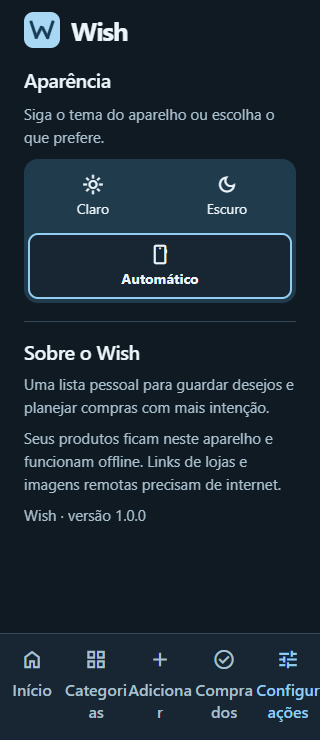 W Wish
Aparência
Siga o tema do aparelho ou escolha o
que prefere.
Claro
Escuro
Automático
Sobre o Wish
Uma lista pessoal para guardar desejos e
planejar compras com mais intenção.
Seus produtos ficam neste aparelho e
funcionam offline. Links de lojas e
imagens remotas precisam de internet.
Wish · versão 1.0.0
Início
Categori
as
Adiciona
r
Compra
dos
Configur
ações